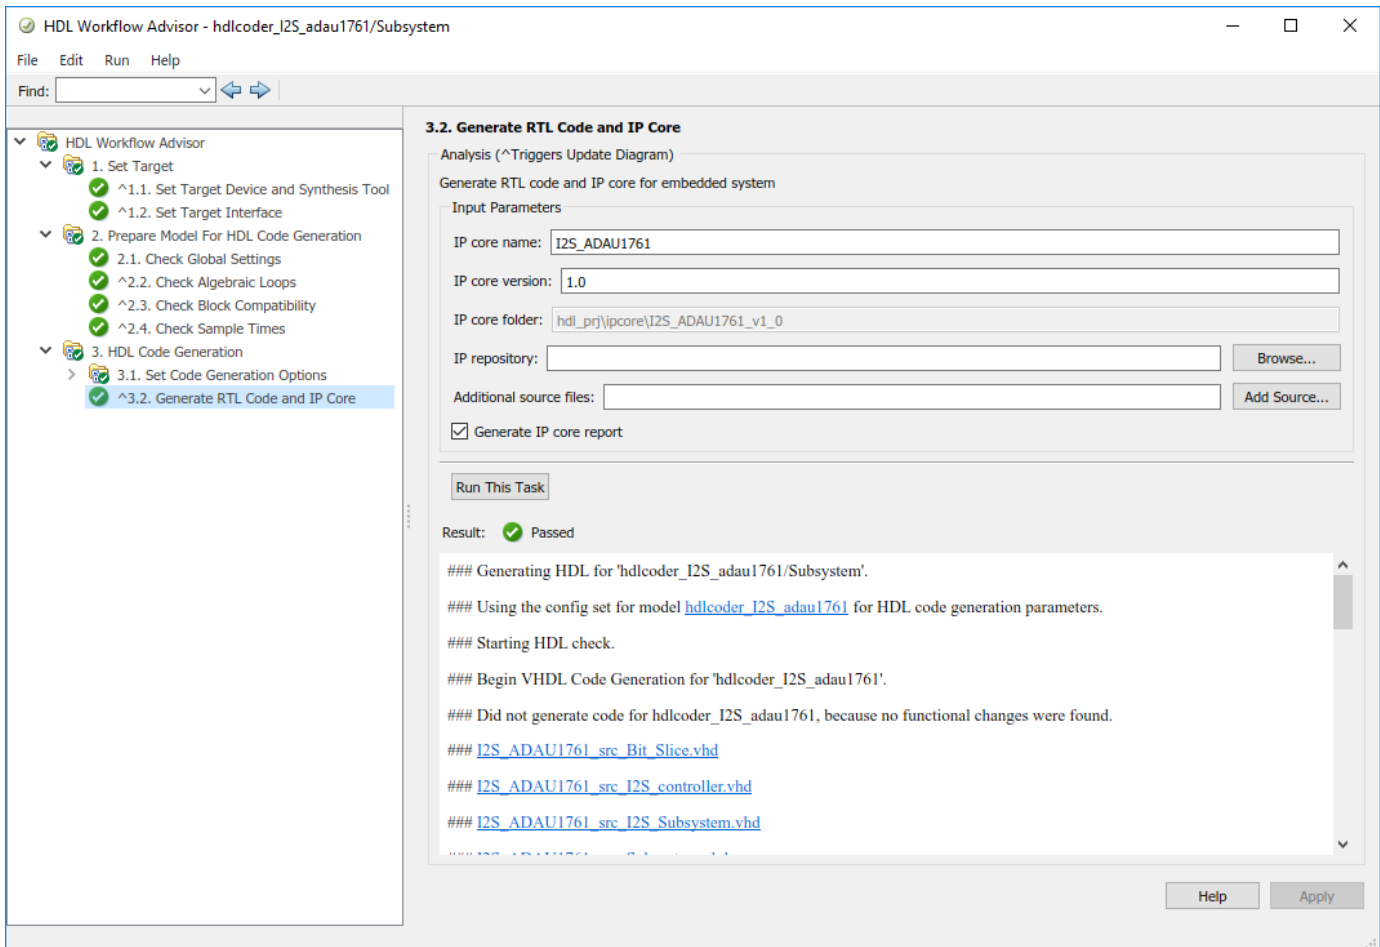 HDL Workflow Advisor - hdlcoder_I2S_adau1761/Subsystem
File Edit Run Help
Find:
HDL Workflow Advisor
1. Set Target
^1.1. Set Target Device and Synthesis Tool
^1.2. Set Target Interface
2. Prepare Model For HDL Code Generation
2.1. Check Global Settings
^2.2. Check Algebraic Loops
^2.3. Check Block Compatibility
^2.4. Check Sample Times
3. HDL Code Generation
3.1. Set Code Generation Options
^3.2. Generate RTL Code and IP Core
3.2. Generate RTL Code and IP Core
Analysis (^Triggers Update Diagram)
Generate RTL code and IP core for embedded system
Input Parameters
IP core name: I2S_ADAU1761
IP core version: 1.0
IP core folder: hdl_prj\ipcore\I2S_ADAU1761_v1_0
IP repository: Browse...
Additional source files: Add Source...
Generate IP core report
Run This Task
Result: Passed
### Generating HDL for 'hdlcoder_I2S_adau1761/Subsystem'.
### Using the config set for model hdlcoder_I2S_adau1761 for HDL code generation parameters.
### Starting HDL check.
### Begin VHDL Code Generation for 'hdlcoder_I2S_adau1761'.
### Did not generate code for hdlcoder_I2S_adau1761, because no functional changes were found.
### I2S_ADAU1761_src_Bit_Slice.vhd
### I2S_ADAU1761_src_I2S_controller.vhd
### I2S_ADAU1761_src_I2S_Subsystem.vhd
Help Apply